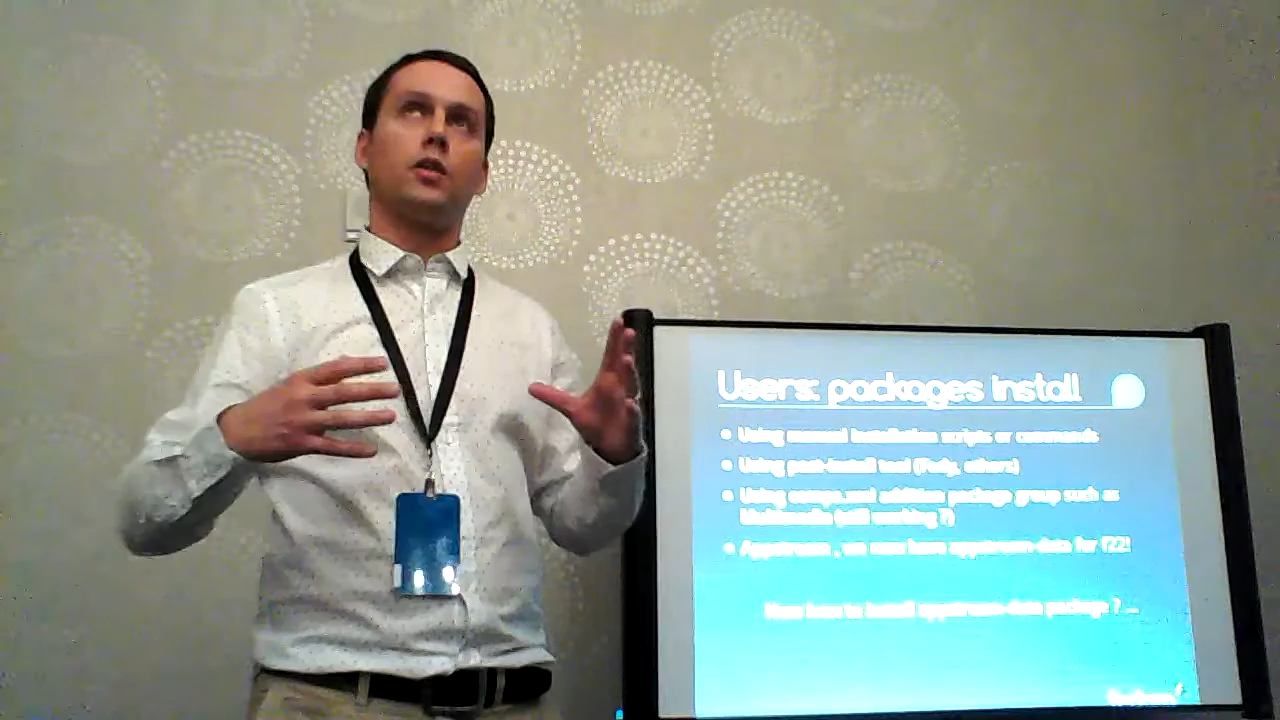 Users: packages install
• Using manual installation scripts or commands
• Using post-install tool (Fedy, others)
• Using comps.xml addition package group such as
Multimedia (still working ?)
• Appstream , we now have appstream-data for f22!
How have to install appstream-data package ? ...